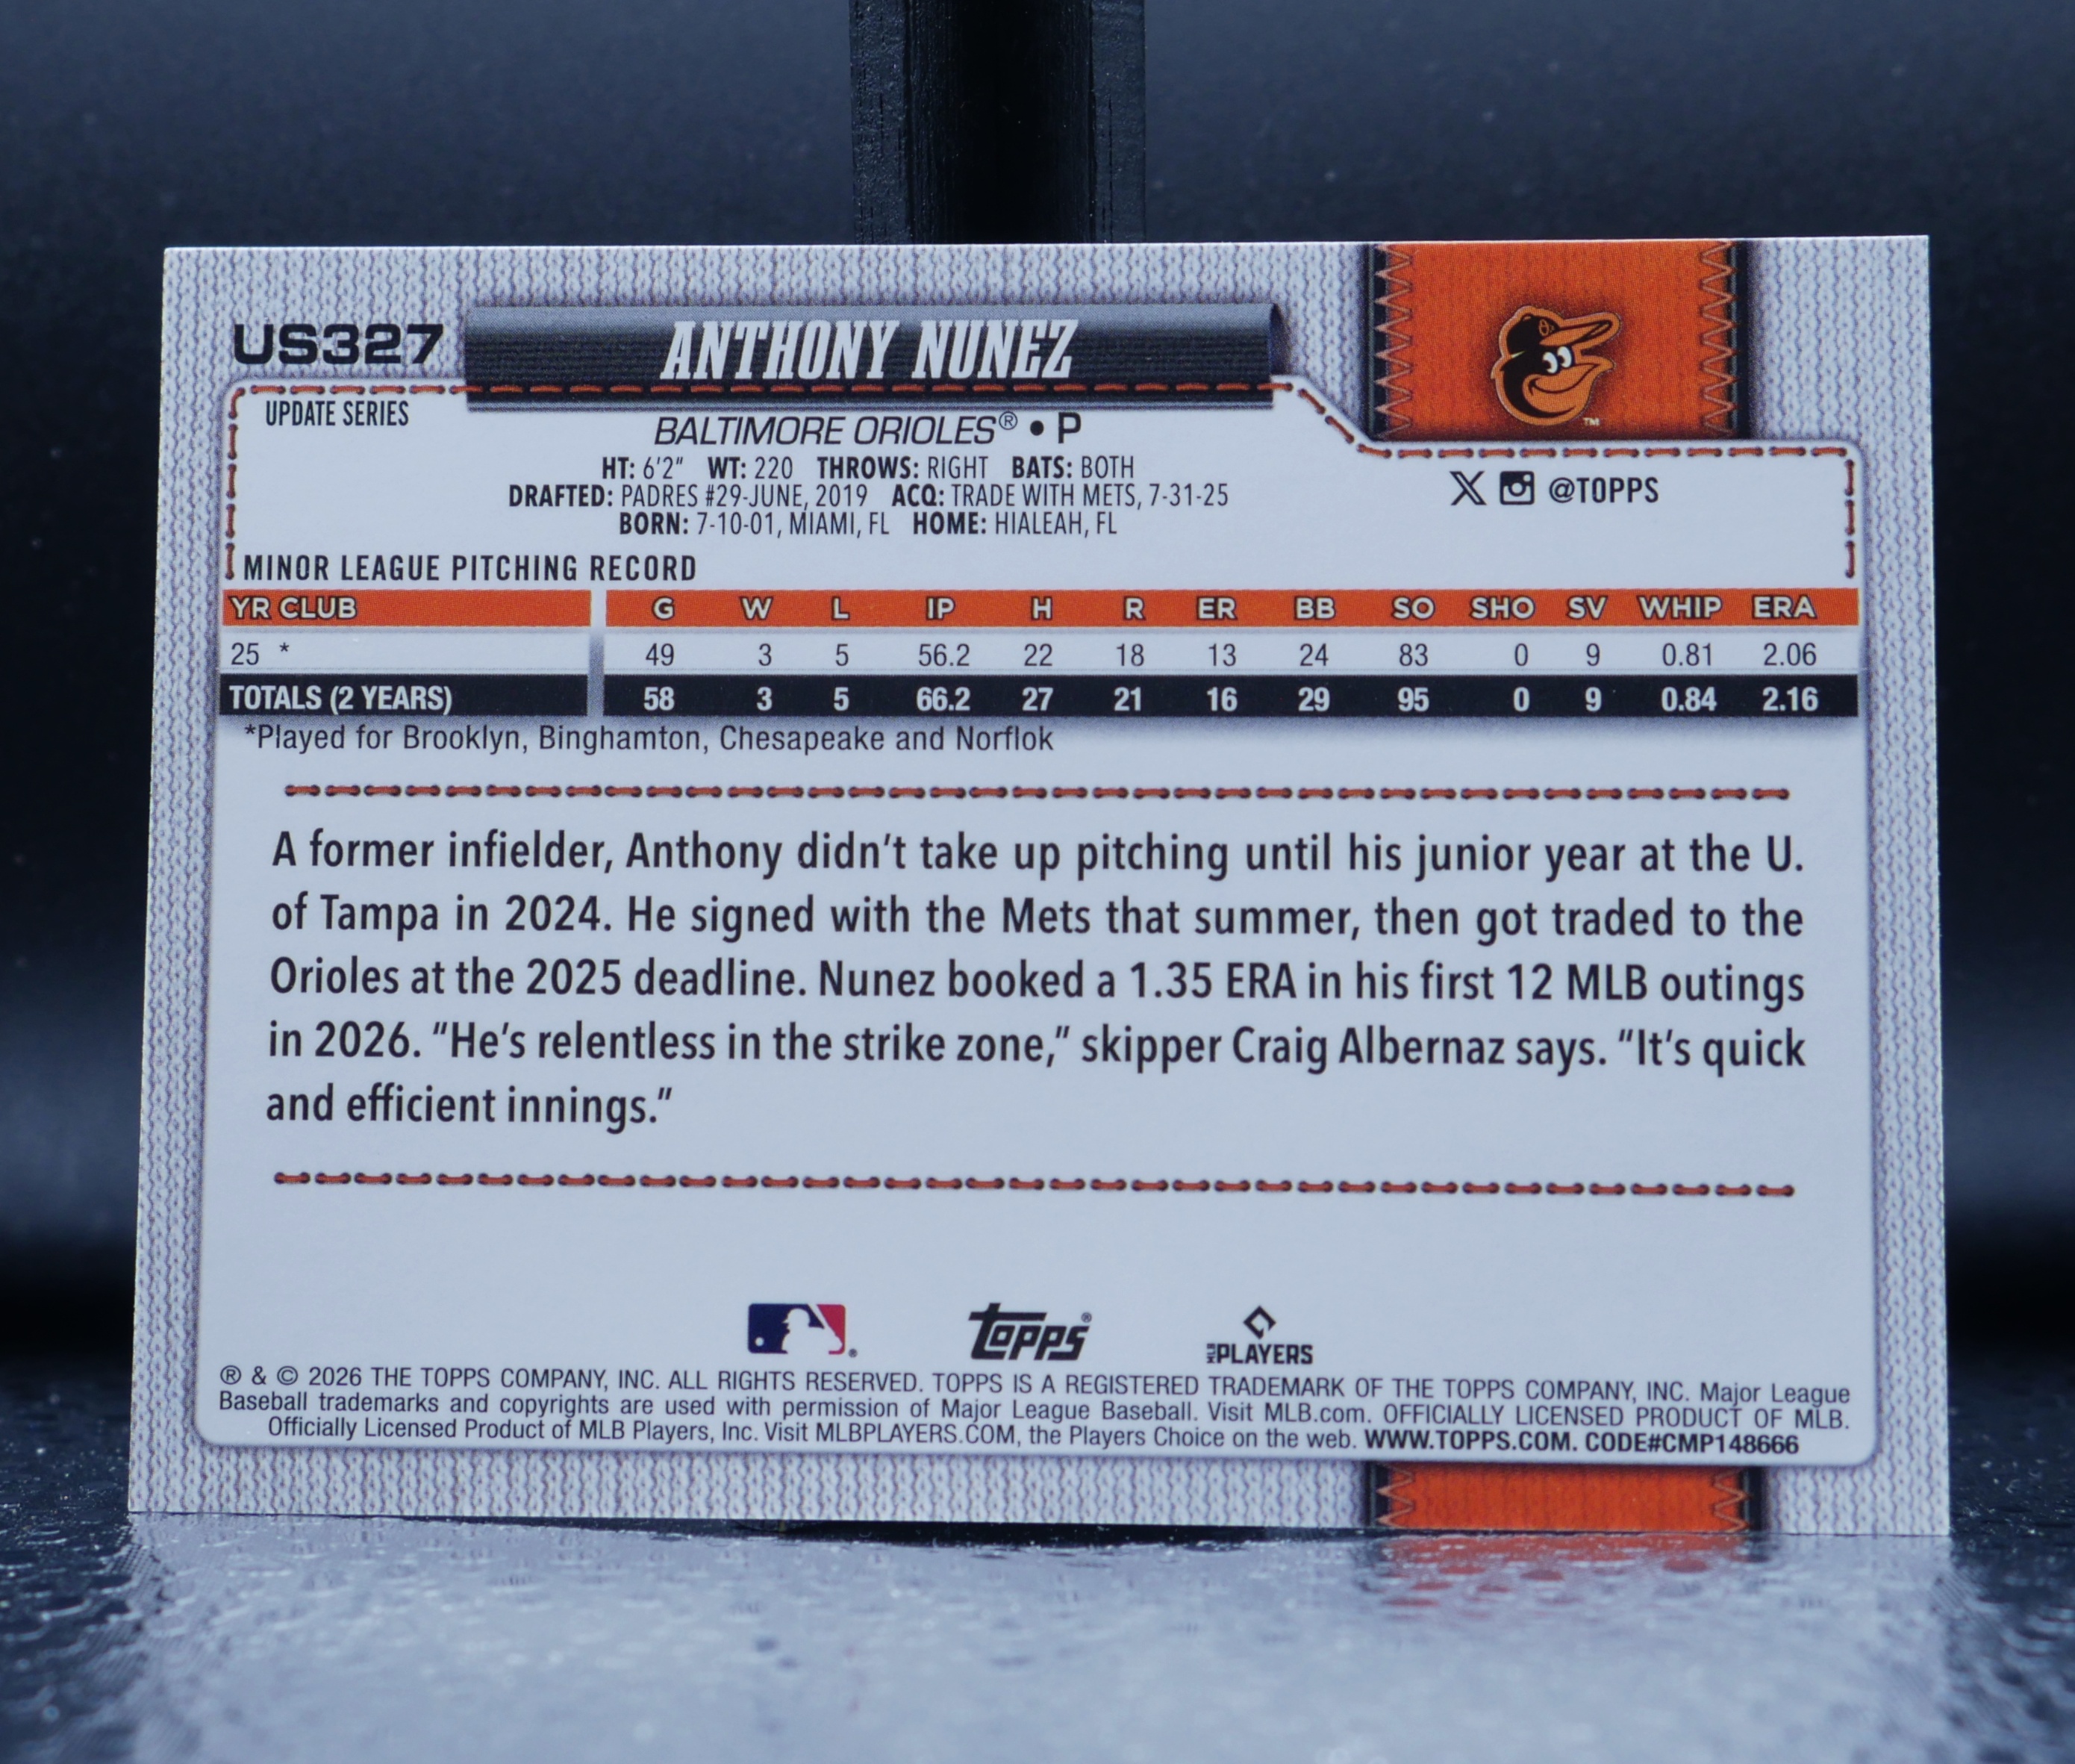 US327
ANTHONY NUNEZ
UPDATE SERIES
BALTIMORE ORIOLES® • P
HT: 6'2" WT: 220 THROWS: RIGHT BATS: BOTH
DRAFTED: PADRES #29-JUNE, 2019 ACQ: TRADE WITH METS, 7-31-25
BORN: 7-10-01, MIAMI, FL HOME: HIALEAH, FL
TM
X @TOPPS
MINOR LEAGUE PITCHING RECORD
YR CLUB G W L IP H R ER BB SO SHO SV WHIP ERA
25 * 49 3 5 56.2 22 18 13 24 83 0 9 0.81 2.06
TOTALS (2 YEARS) 58 3 5 66.2 27 21 16 29 95 0 9 0.84 2.16
*Played for Brooklyn, Binghamton, Chesapeake and Norflok
A former infielder, Anthony didn't take up pitching until his junior year at the U.
of Tampa in 2024. He signed with the Mets that summer, then got traded to the
Orioles at the 2025 deadline. Nunez booked a 1.35 ERA in his first 12 MLB outings
in 2026. "He's relentless in the strike zone," skipper Craig Albernaz says. "It's quick
and efficient innings."
® Topps® MLB PLAYERS
® & © 2026 THE TOPPS COMPANY, INC. ALL RIGHTS RESERVED. TOPPS IS A REGISTERED TRADEMARK OF THE TOPPS COMPANY, INC. Major League
Baseball trademarks and copyrights are used with permission of Major League Baseball. Visit MLB.com. OFFICIALLY LICENSED PRODUCT OF MLB.
Officially Licensed Product of MLB Players, Inc. Visit MLBPLAYERS.COM, the Players Choice on the web. WWW.TOPPS.COM. CODE#CMP148666